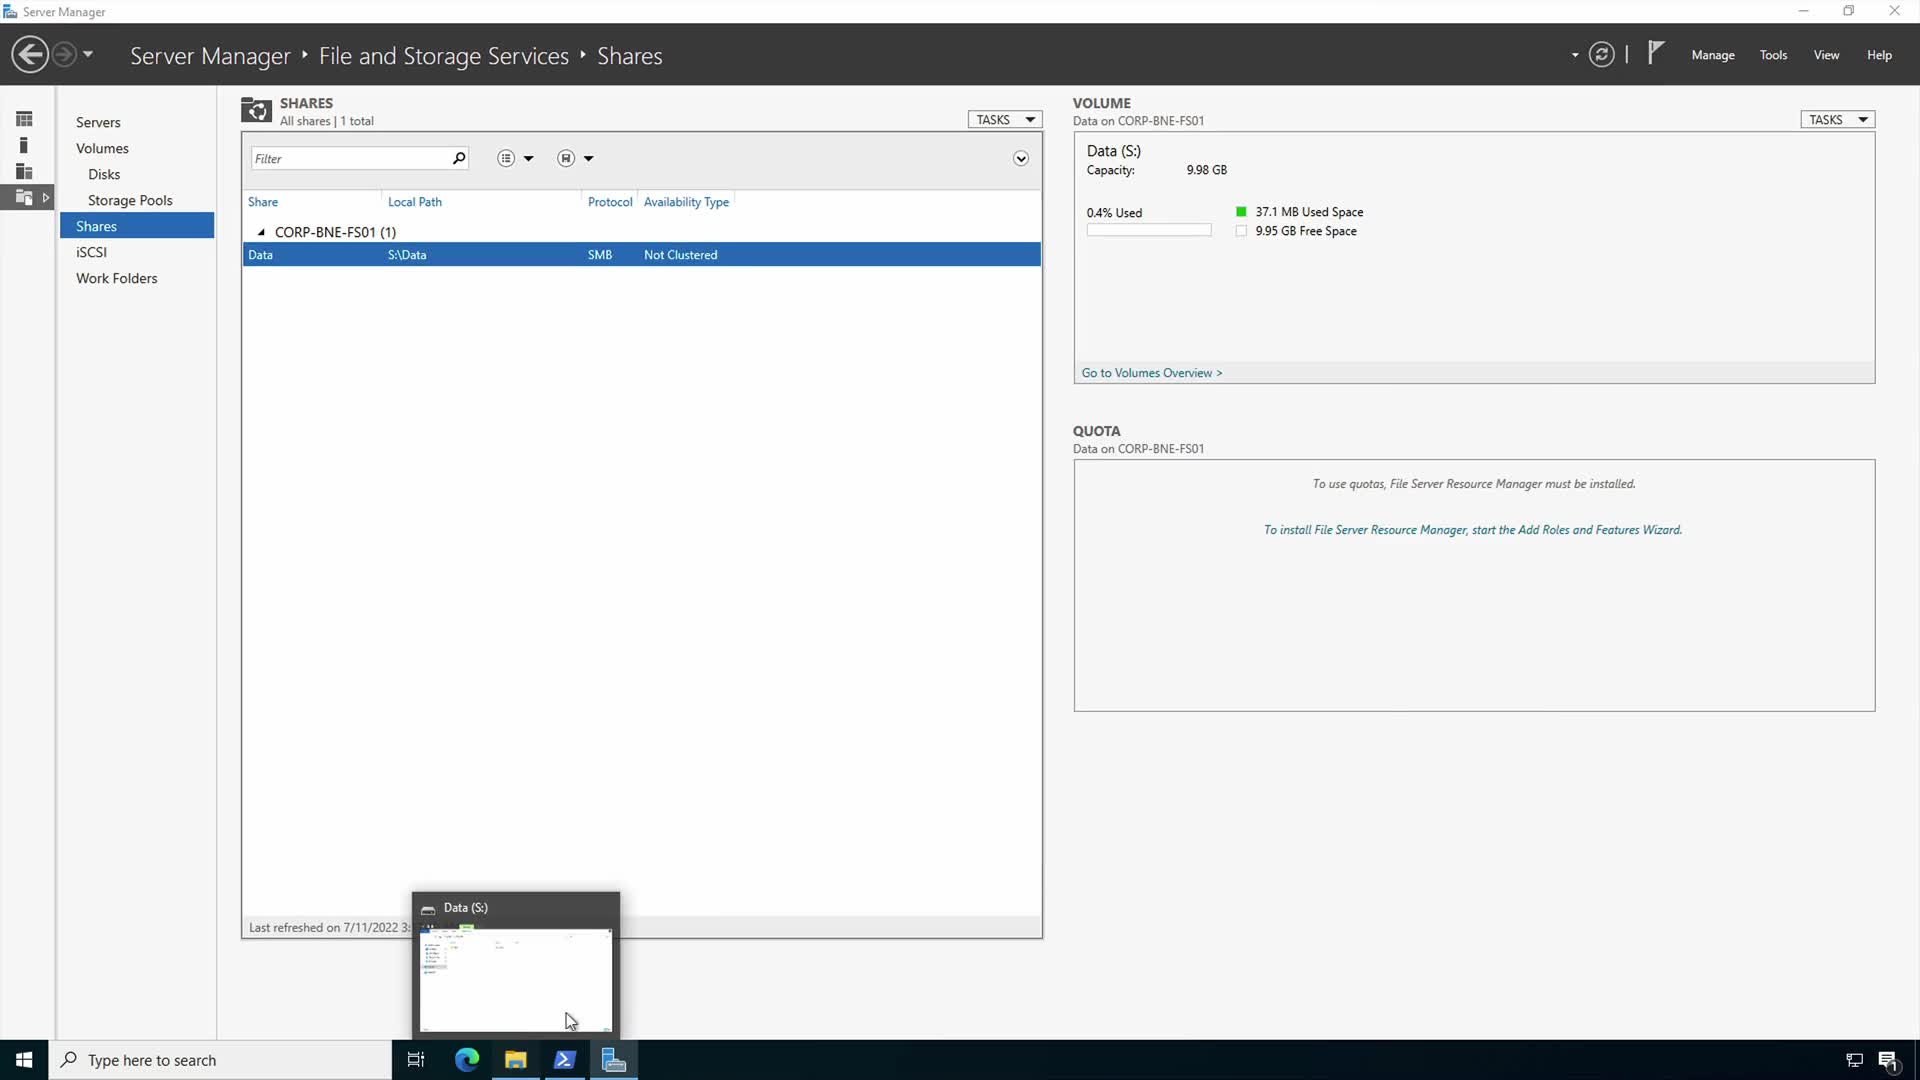 Server Manager
Server Manager ‣ File and Storage Services ‣ Shares
Manage Tools View Help
Servers
Volumes
Disks
Storage Pools
Shares
iSCSI
Work Folders
SHARES
All shares | 1 total
TASKS
Filter
Share Local Path Protocol Availability Type
CORP-BNE-FS01 (1)
Data S:\Data SMB Not Clustered
Last refreshed on 7/11/2022 3:
VOLUME
Data on CORP-BNE-FS01
TASKS
Data (S:)
Capacity: 9.98 GB
0.4% Used
37.1 MB Used Space
9.95 GB Free Space
Go to Volumes Overview >
QUOTA
Data on CORP-BNE-FS01
To use quotas, File Server Resource Manager must be installed.
To install File Server Resource Manager, start the Add Roles and Features Wizard.
Data (S:)
Type here to search
1